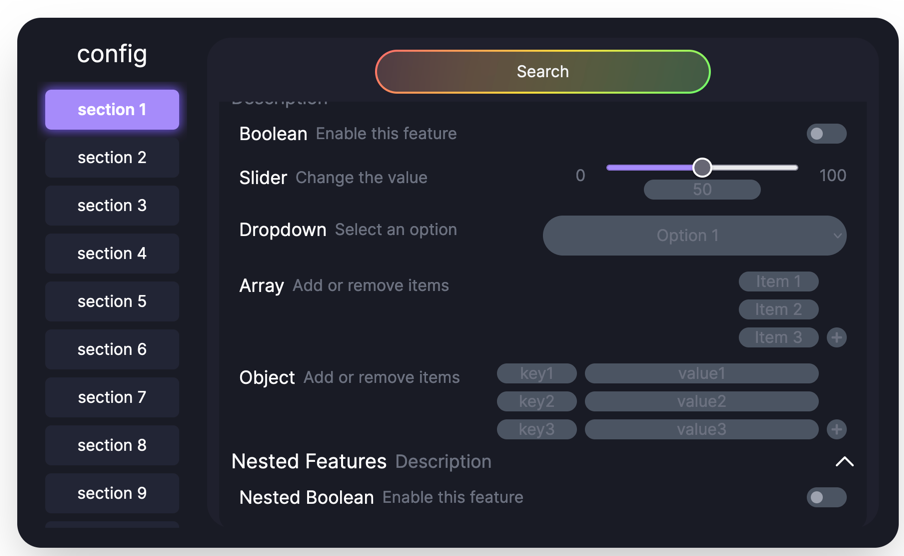 config
section 1
section 2
section 3
section 4
section 5
section 6
section 7
section 8
section 9
Search
Description
Boolean Enable this feature
Slider Change the value 0 100
50
Dropdown Select an option Option 1
Array Add or remove items Item 1
Item 2
Item 3 +
Object Add or remove items key1 value1
key2 value2
key3 value3 +
Nested Features Description
Nested Boolean Enable this feature